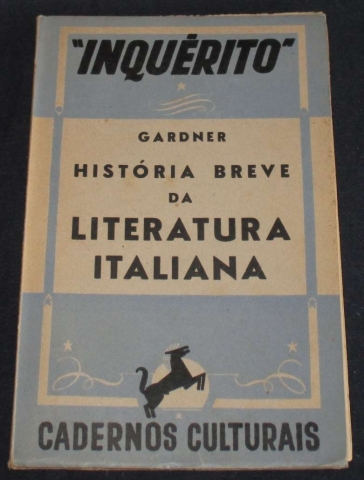 "INQUÉRITO"
GARDNER
HISTÓRIA BREVE
DA
LITERATURA
ITALIANA
CADERNOS CULTURAIS